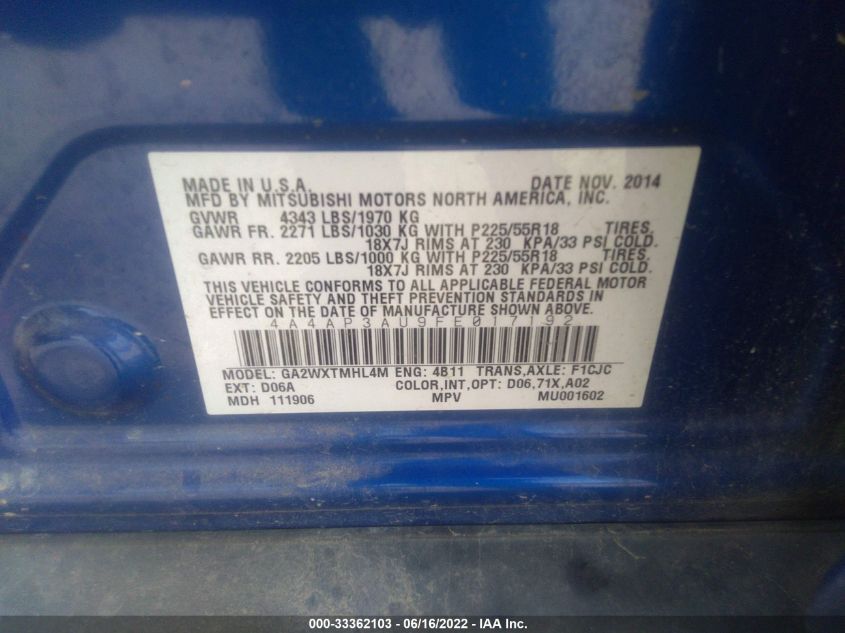 MADE IN U.S.A. DATE NOV. 2014
MFD BY MITSUBISHI MOTORS NORTH AMERICA, INC.
GVWR 4343 LBS/1970 KG
GAWR FR. 2271 LBS/1030 KG WITH P225/55R18 TIRES,
18X7J RIMS AT 230 KPA/33 PSI COLD.
GAWR RR. 2205 LBS/1000 KG WITH P225/55R18 TIRES,
18X7J RIMS AT 230 KPA/33 PSI COLD.
THIS VEHICLE CONFORMS TO ALL APPLICABLE FEDERAL MOTOR
VEHICLE SAFETY AND THEFT PREVENTION STANDARDS IN
EFFECT ON THE DATE OF MANUFACTURE SHOWN ABOVE.
4A4AP3AU9FE017192
MODEL: GA2WXTMHL4M ENG: 4B11 TRANS,AXLE: F1CJC
EXT: D06A COLOR,INT,OPT: D06,71X,A02
MDH 111906 MPV MU001602
000-33362103 - 06/16/2022 - IAA Inc.